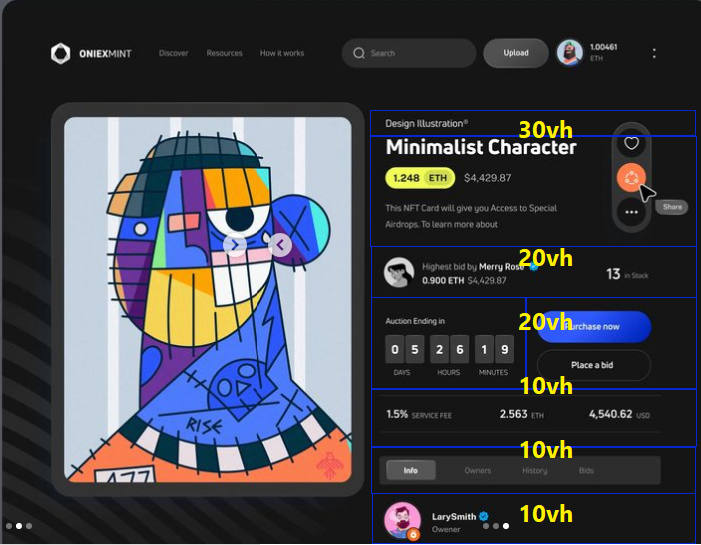 ONIEXMINT Discover Resources How it works Search Upload 1.00461
ETH
Design Illustration®
30vh
Minimalist Character
1.248 ETH $4,429.87
Share
This NFT Card will give you Access to Special
Airdrops. To learn more about
20vh
Highest bid by Merry Rose
0.900 ETH $4,429.87
13 in Stock
Auction Ending in
20vh
Purchase now
0 5 2 6 1 9
DAYS HOURS MINUTES
Place a bid
10vh
1.5% SERVICE FEE 2.563 ETH 4,540.62 USD
RISE
10vh
Info Owners History Bids
477
10vh
LarySmith
Owener